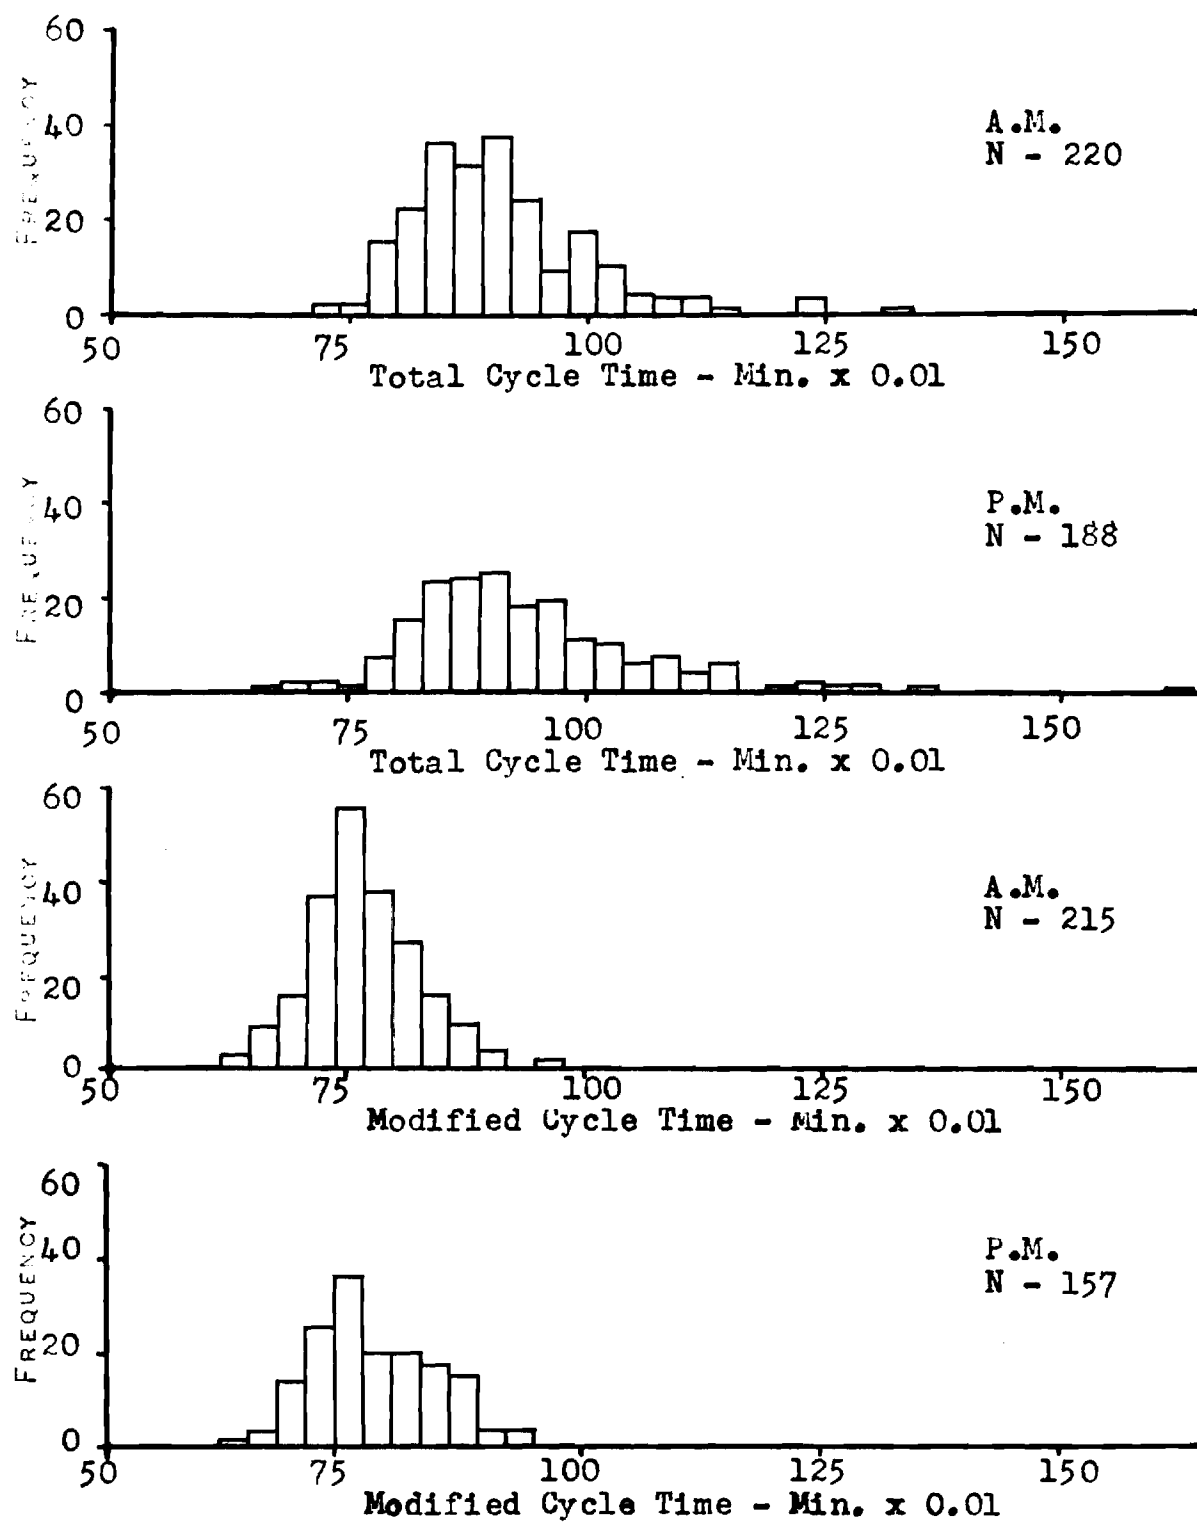 60
FREQUENCY
40
20
0
A.M.
N - 220
50 75 100 125 150
Total Cycle Time - Min. x 0.01
60
FREQUENCY
40
20
0
P.M.
N - 188
50 75 100 125 150
Total Cycle Time - Min. x 0.01
60
FREQUENCY
40
20
0
A.M.
N - 215
50 75 100 125 150
Modified Cycle Time - Min. x 0.01
60
FREQUENCY
40
20
0
P.M.
N - 157
50 75 100 125 150
Modified Cycle Time - Min. x 0.01